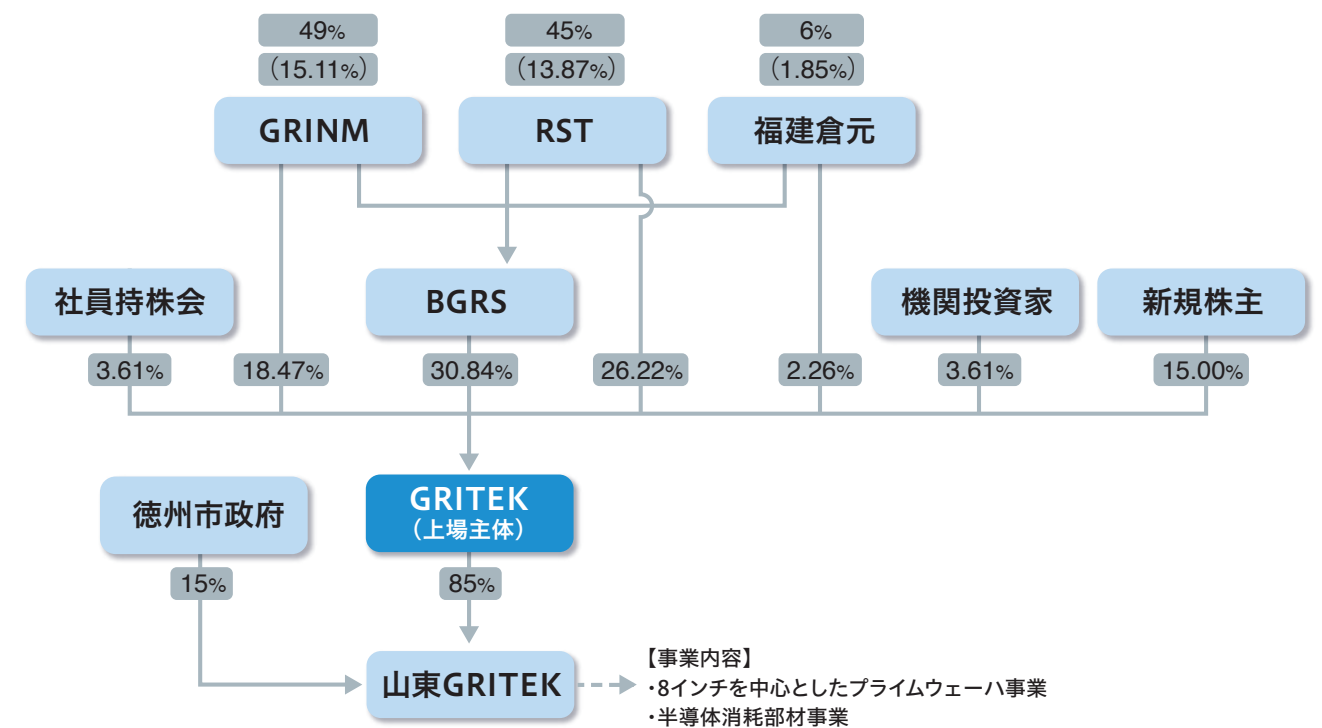 49%
45%
6%
（15.11%）
（13.87%）
（1.85%）
GRINM
RST
福建倉元
社員持株会
BGRS
機関投資家
新規株主
3.61%
18.47%
30.84%
26.22%
2.26%
3.61%
15.00%
徳州市政府
GRITEK
（上場主体）
15%
85%
山東GRITEK
【事業内容】
・8インチを中心としたプライムウェーハ事業
・半導体消耗部材事業